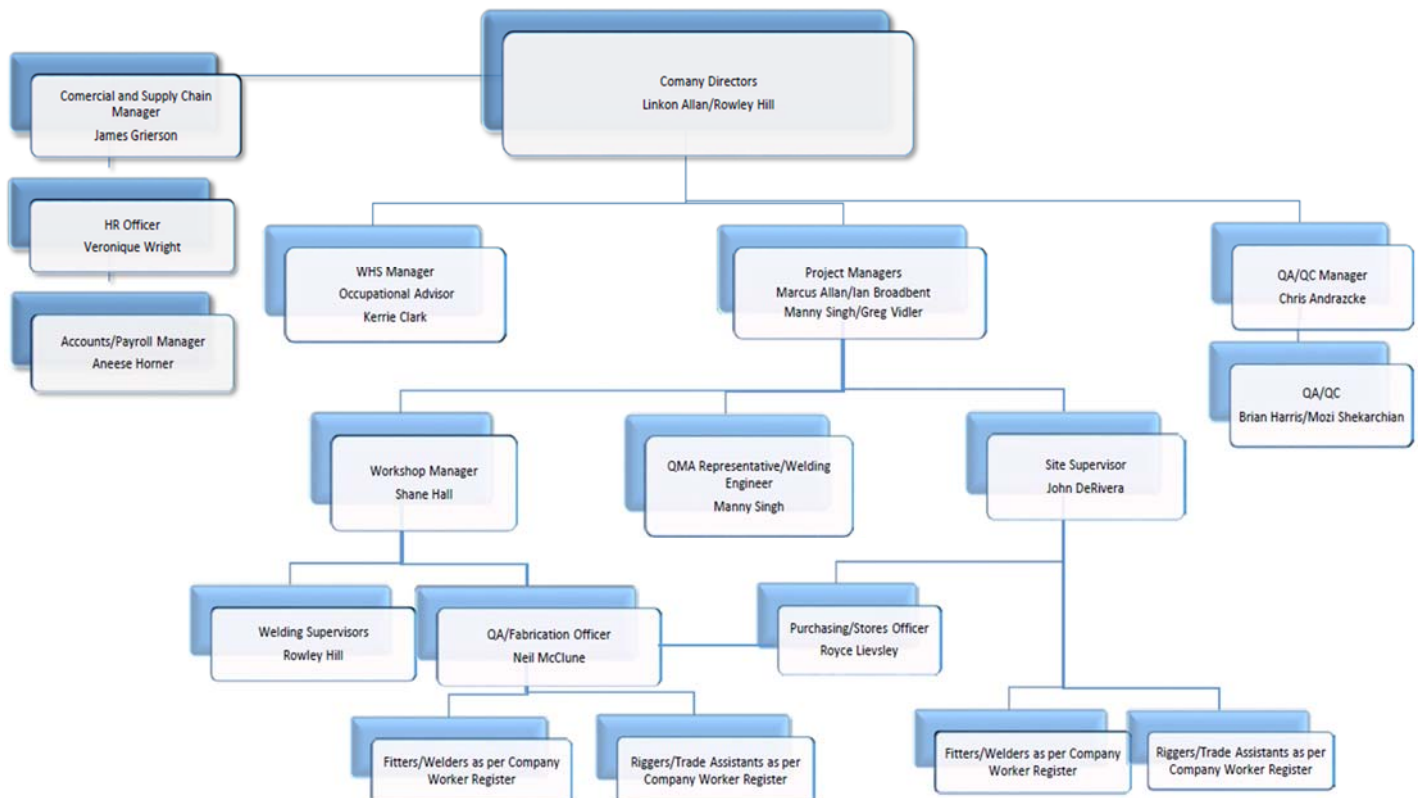 Comany Directors
Linkon Allan/Rowley Hill
Comercial and Supply Chain
Manager
James Grierson
HR Officer
Veronique Wright
Accounts/Payroll Manager
Aneese Horner
WHS Manager
Occupational Advisor
Kerrie Clark
Project Managers
Marcus Allan/Ian Broadbent
Manny Singh/Greg Vidler
QA/QC Manager
Chris Andrazcke
QA/QC
Brian Harris/Mozi Shekarchian
Workshop Manager
Shane Hall
QMA Representative/Welding
Engineer
Manny Singh
Site Supervisor
John DeRivera
Welding Supervisors
Rowley Hill
QA/Fabrication Officer
Neil McClune
Purchasing/Stores Officer
Royce Lievsley
Fitters/Welders as per Company
Worker Register
Riggers/Trade Assistants as per
Company Worker Register
Fitters/Welders as per Company
Worker Register
Riggers/Trade Assistants as per
Company Worker Register